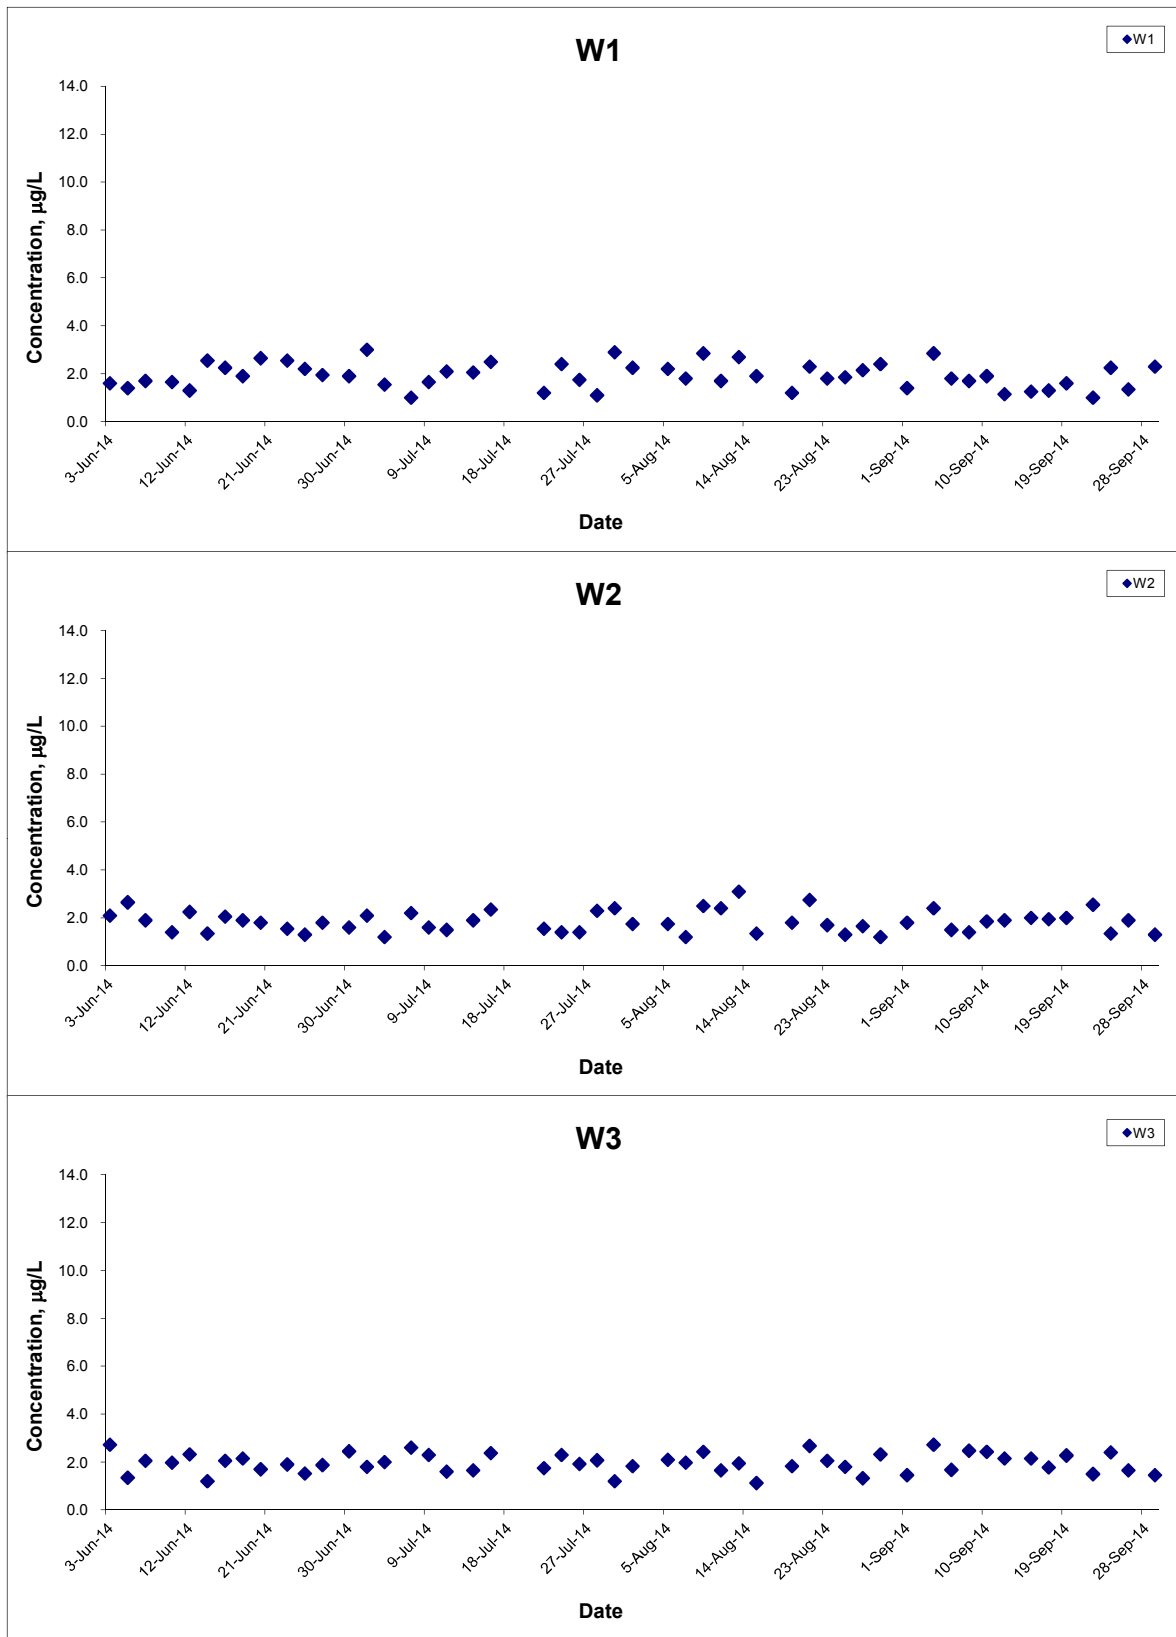 W1
W1
14.0
12.0
10.0
8.0
6.0
4.0
2.0
0.0
Concentration, µg/L
3-Jun-14
12-Jun-14
21-Jun-14
30-Jun-14
9-Jul-14
18-Jul-14
27-Jul-14
5-Aug-14
14-Aug-14
23-Aug-14
1-Sep-14
10-Sep-14
19-Sep-14
28-Sep-14
Date
W2
W2
14.0
12.0
10.0
8.0
6.0
4.0
2.0
0.0
Concentration, µg/L
3-Jun-14
12-Jun-14
21-Jun-14
30-Jun-14
9-Jul-14
18-Jul-14
27-Jul-14
5-Aug-14
14-Aug-14
23-Aug-14
1-Sep-14
10-Sep-14
19-Sep-14
28-Sep-14
Date
W3
W3
14.0
12.0
10.0
8.0
6.0
4.0
2.0
0.0
Concentration, µg/L
3-Jun-14
12-Jun-14
21-Jun-14
30-Jun-14
9-Jul-14
18-Jul-14
27-Jul-14
5-Aug-14
14-Aug-14
23-Aug-14
1-Sep-14
10-Sep-14
19-Sep-14
28-Sep-14
Date